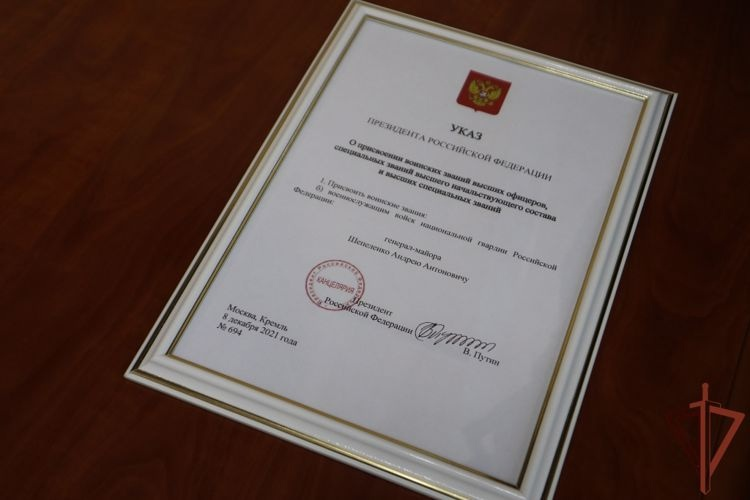 УКАЗ
ПРЕЗИДЕНТА РОССИЙСКОЙ ФЕДЕРАЦИИ
О присвоении воинских званий высших офицеров,
специальных званий высшего начальствующего состава
и высших специальных званий
1. Присвоить воинские звания:
б) военнослужащим войск национальной гвардии Российской
Федерации:
генерал-майора
Шепеленко Андрею Антоновичу
КАНЦЕЛЯРИЯ
Президент
Российской Федерации
В. Путин
Москва, Кремль
8 декабря 2021 года
№ 694